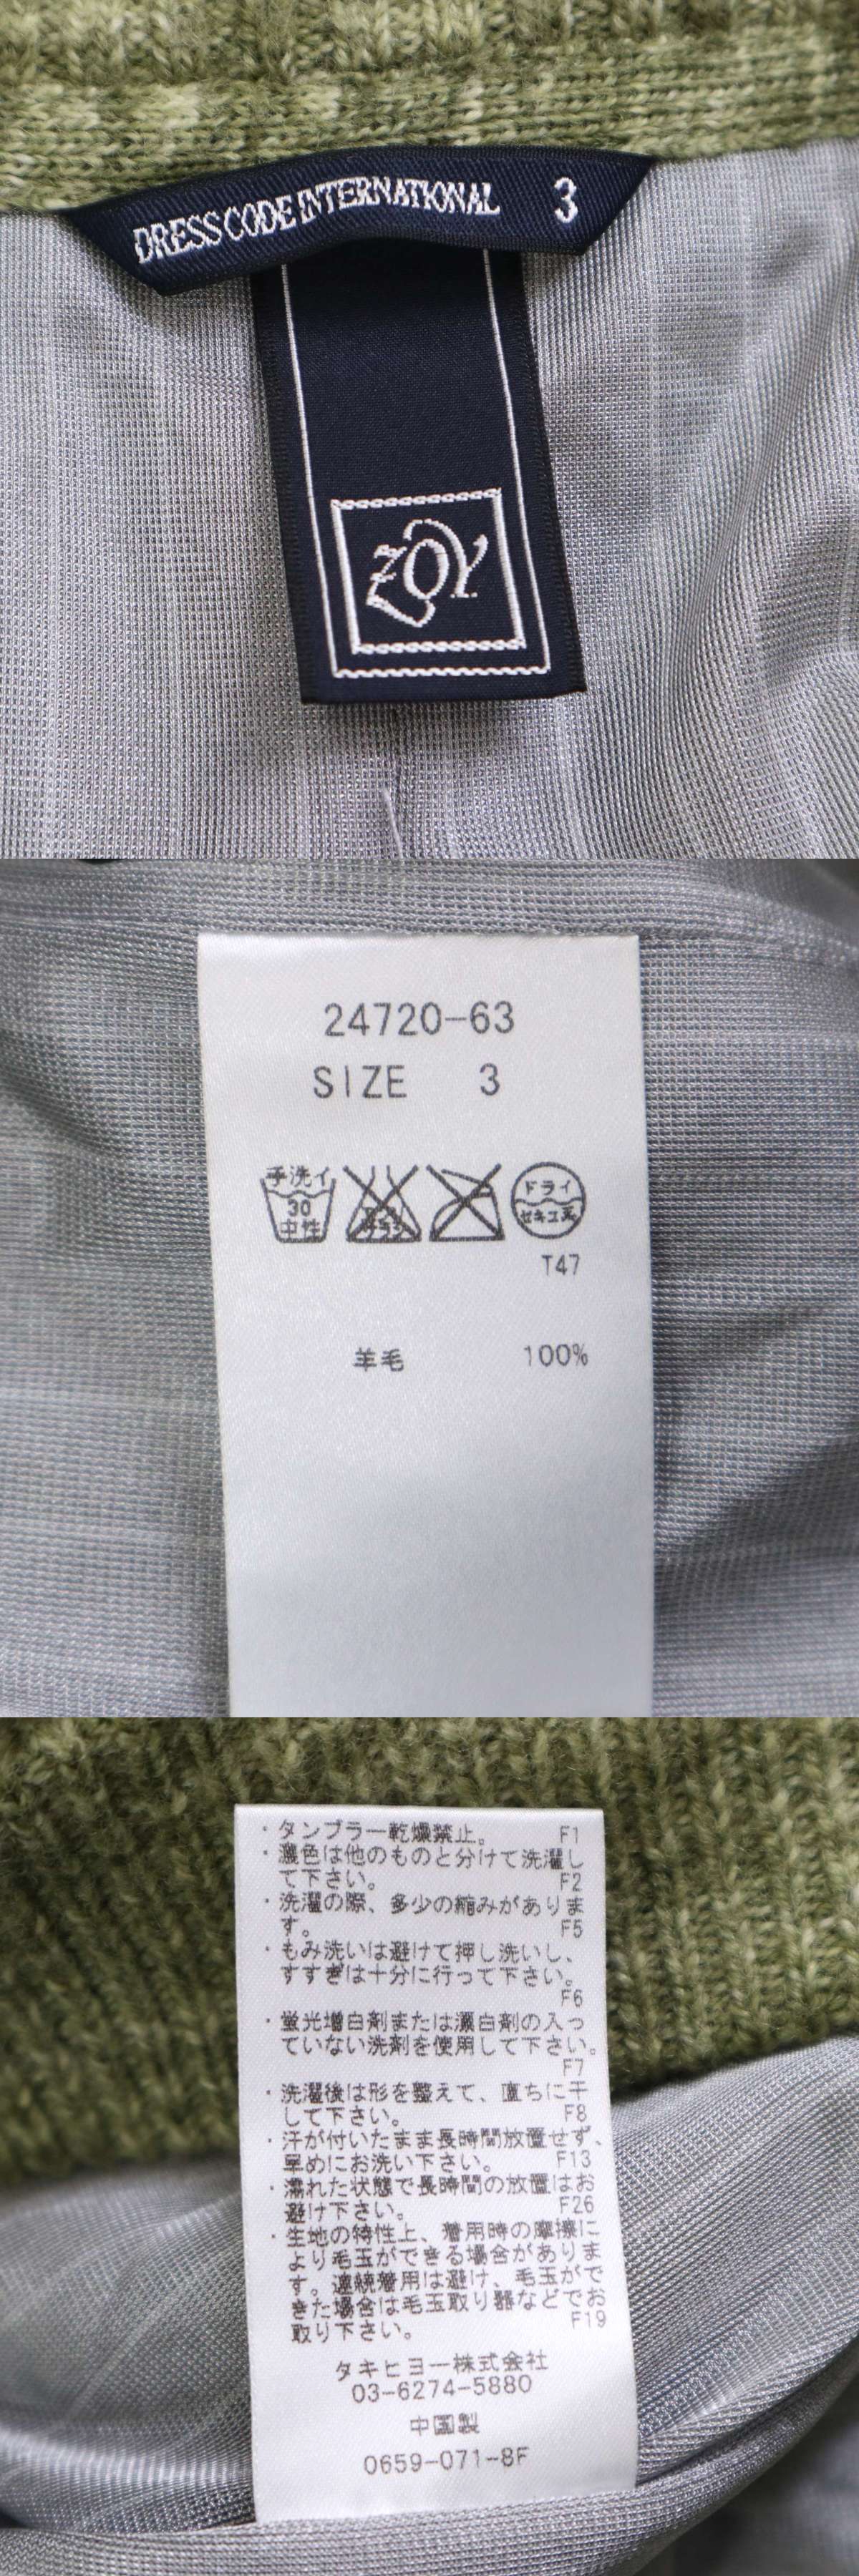 DRESS CODE INTERNATIONAL 3
ZOY
24720-63
SIZE 3
手洗イ
30
中性
エンソ
サラシ
ドライ
セキユ系
T47
羊毛 100%
・タンブラー乾燥禁止。 F1
・濃色は他のものと分けて洗濯し
て下さい。 F2
・洗濯の際、多少の縮みがありま
す。 F5
・もみ洗いは避けて押し洗いし、
すすぎは十分に行って下さい。
F6
・蛍光増白剤または漂白剤の入っ
ていない洗剤を使用して下さい。
F7
・洗濯後は形を整えて、直ちに干
して下さい。 F8
・汗が付いたまま長時間放置せず、
早めにお洗い下さい。 F13
・濡れた状態で長時間の放置はお
避け下さい。 F26
・生地の特性上、着用時の摩擦に
より毛玉ができる場合がありま
す。連続着用は避け、毛玉がで
きた場合は毛玉取り器などでお
取り下さい。 F19
タキヒヨー株式会社
03-6274-5880
中国製
0659-071-8F